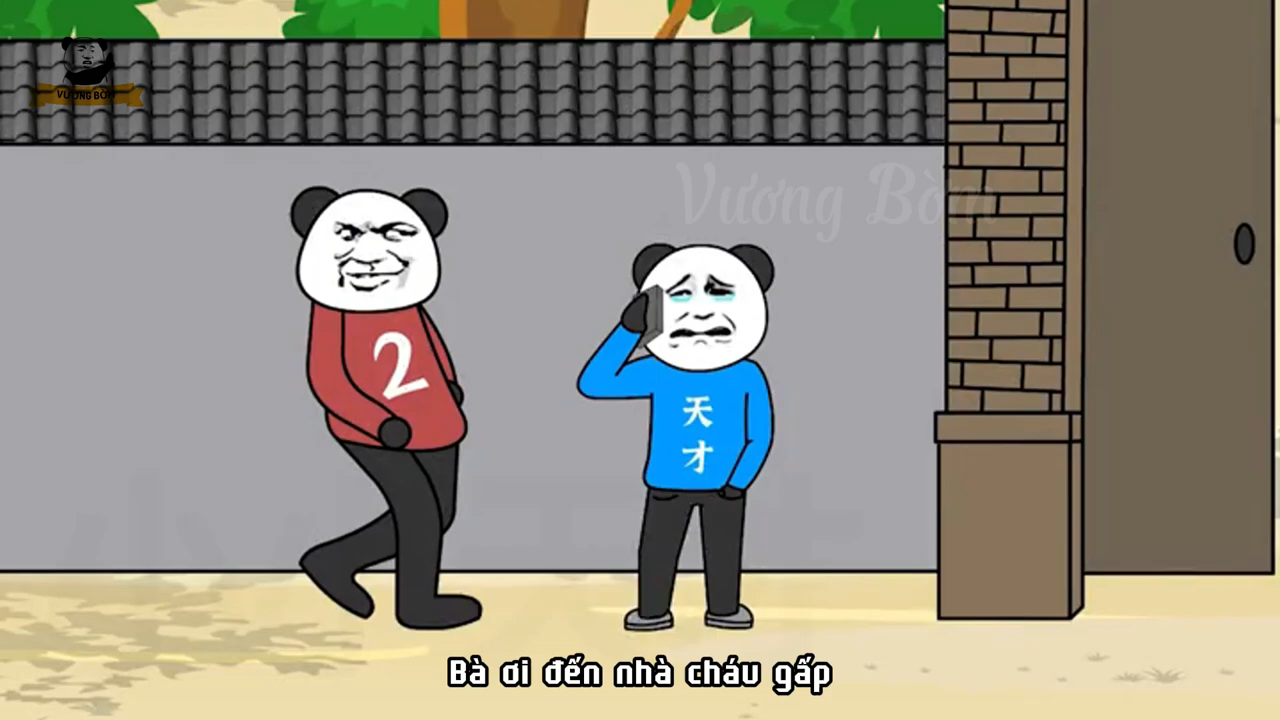 VƯƠNG BỜM
Vương Bờm
2
天
才
Bà ơi đến nhà cháu gấp